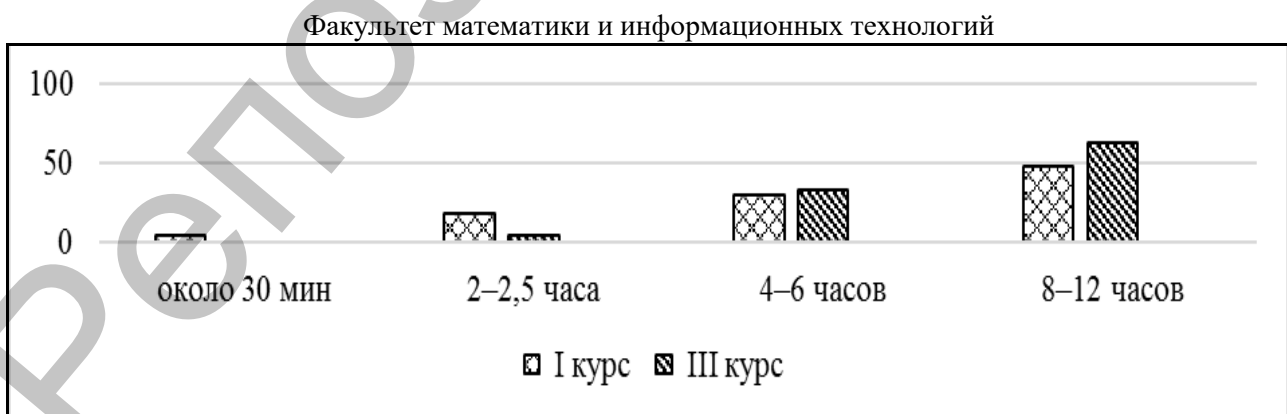 Факультет математики и информационных технологий
100
50
0
около 30 мин 2–2,5 часа 4–6 часов 8–12 часов
I курс III курс